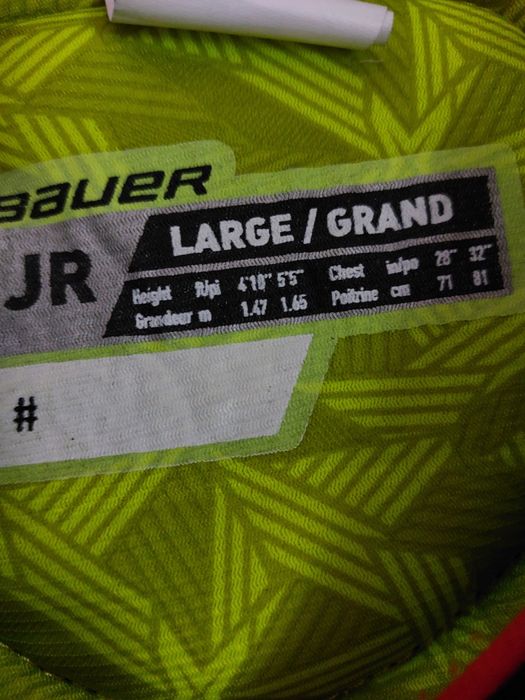 BAUER
JR
LARGE / GRAND
Height ft/pi 4'10" 5'5" Chest in/po 28" 32"
Grandeur m 1.47 1.65 Poitrine cm 71 81
#